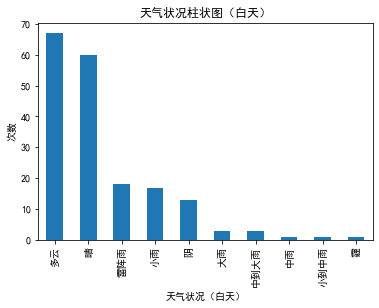 天气状况柱状图（白天）
次数
70
60
50
40
30
20
10
0
多云
晴
雷阵雨
小雨
阴
大雨
中到大雨
中雨
小到中雨
霾
天气状况（白天）